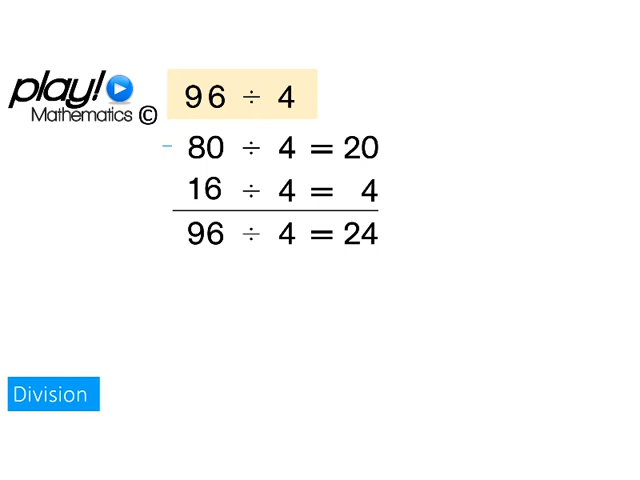 play!
Mathematics ©
96 ÷ 4
- 80 ÷ 4 = 20
16 ÷ 4 = 4
96 ÷ 4 = 24
Division